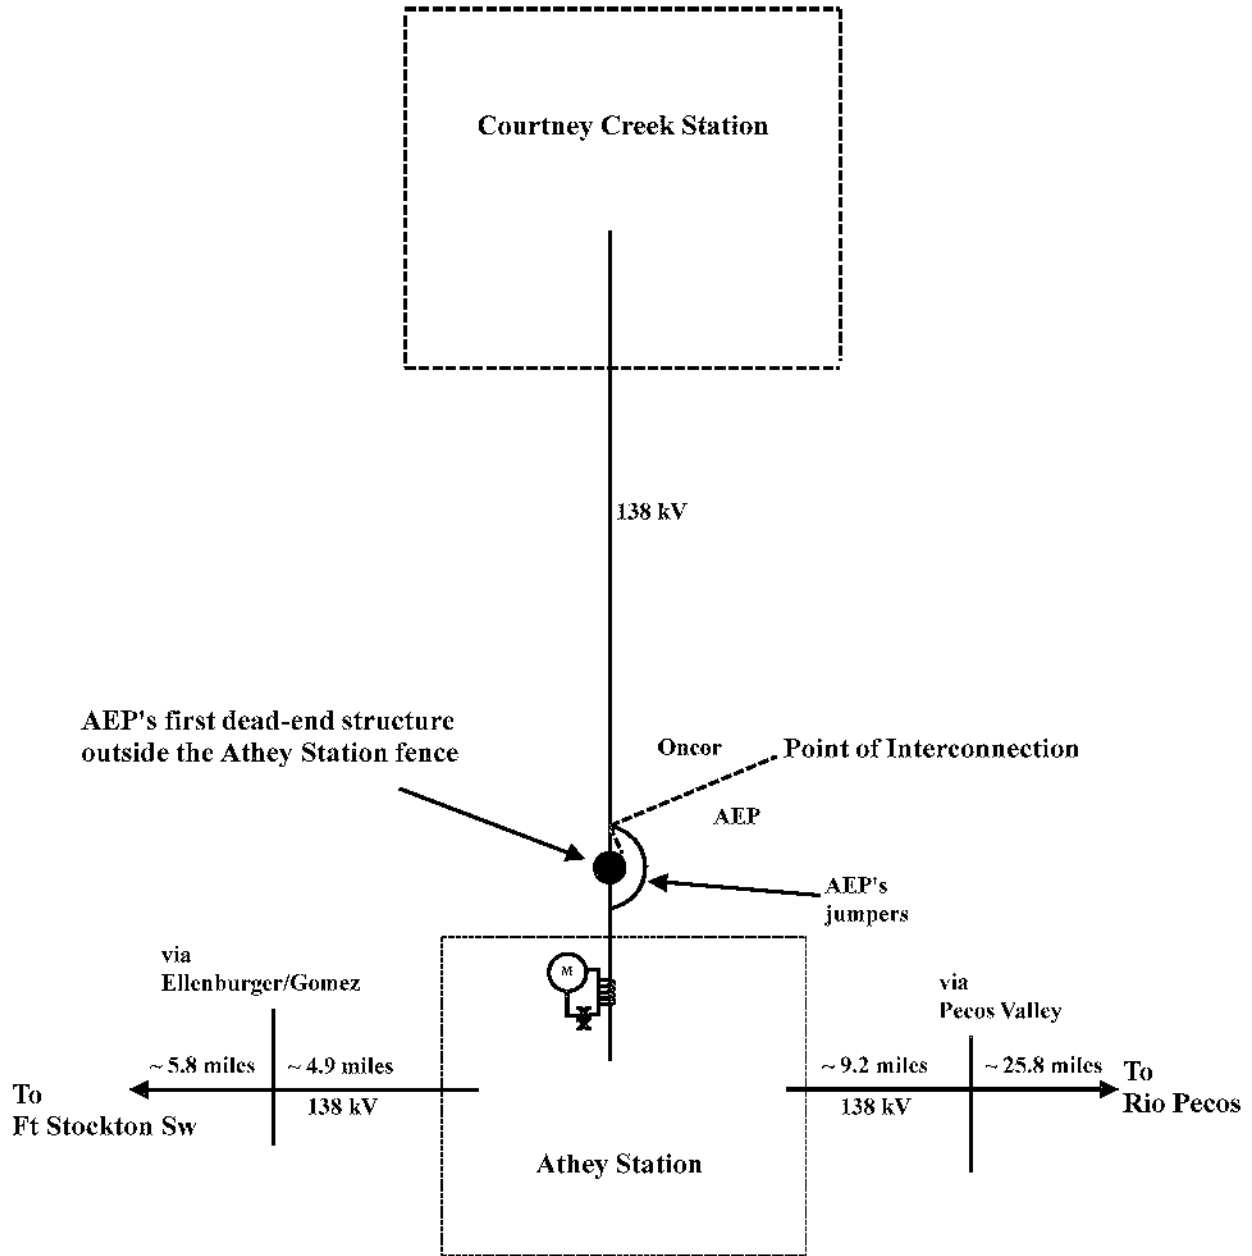 Courtney Creek Station
138 kV
AEP's first dead-end structure
outside the Athey Station fence
Oncor
Point of Interconnection
AEP
AEP's
jumpers
via
Ellenburger/Gomez
M
via
Pecos Valley
~ 5.8 miles
~ 4.9 miles
~ 9.2 miles
~ 25.8 miles
To
Ft Stockton Sw
138 kV
138 kV
To
Rio Pecos
Athey Station